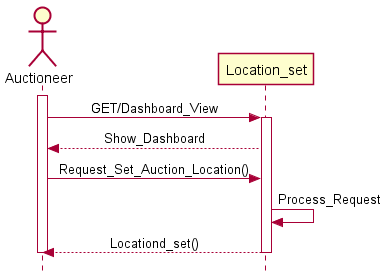 Auctioneer
Location_set
GET/Dashboard_View
Show_Dashboard
Request_Set_Auction_Location()
Process_Request
Locationd_set()